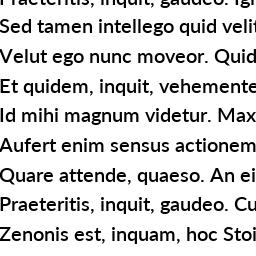 Praeteritis, inquit, gaudeo.
Sed tamen intellego quid velit
Velut ego nunc moveor. Quid
Et quidem, inquit, vehemente
Id mihi magnum videtur. Max
Aufert enim sensus actionem
Quare attende, quaeso. An ei
Praeteritis, inquit, gaudeo. Cu
Zenonis est, inquam, hoc Stoi